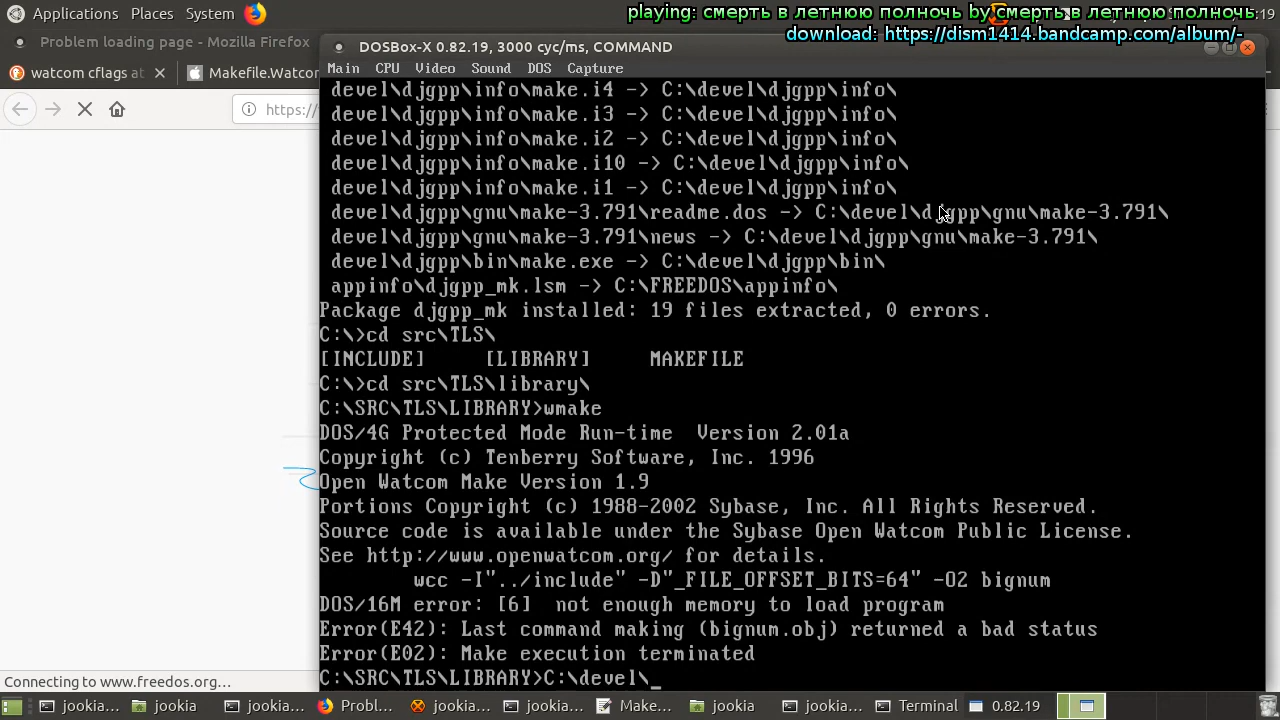 Applications Places System
playing: смерть в летнюю полночь by смерть в летнюю полночь
:19
download: https://dism1414.bandcamp.com/album/-
Problem loading page - Mozilla Firefox
DOSBox-X 0.82.19, 3000 cyc/ms, COMMAND
watcom cflags at
Makefile.Watcor
Main CPU Video Sound DOS Capture
https://
devel\djgpp\info\make.i4 -> C:\devel\djgpp\info\
devel\djgpp\info\make.i3 -> C:\devel\djgpp\info\
devel\djgpp\info\make.i2 -> C:\devel\djgpp\info\
devel\djgpp\info\make.i10 -> C:\devel\djgpp\info\
devel\djgpp\info\make.i1 -> C:\devel\djgpp\info\
devel\djgpp\gnu\make-3.791\readme.dos -> C:\devel\djgpp\gnu\make-3.791\
devel\djgpp\gnu\make-3.791\news -> C:\devel\djgpp\gnu\make-3.791\
devel\djgpp\bin\make.exe -> C:\devel\djgpp\bin\
appinfo\djgpp_mk.lsm -> C:\FREEDOS\appinfo\
Package djgpp_mk installed: 19 files extracted, 0 errors.
C:\>cd src\TLS\
[INCLUDE] [LIBRARY] MAKEFILE
C:\>cd src\TLS\library\
C:\SRC\TLS\LIBRARY>wmake
DOS/4G Protected Mode Run-time Version 2.01a
Copyright (c) Tenberry Software, Inc. 1996
Open Watcom Make Version 1.9
Portions Copyright (c) 1988-2002 Sybase, Inc. All Rights Reserved.
Source code is available under the Sybase Open Watcom Public License.
See http://www.openwatcom.org/ for details.
wcc -I"../include" -D"_FILE_OFFSET_BITS=64" -O2 bignum
DOS/16M error: [6] not enough memory to load program
Error(E42): Last command making (bignum.obj) returned a bad status
Error(E02): Make execution terminated
C:\SRC\TLS\LIBRARY>C:\devel\_
Connecting to www.freedos.org…
jookia… jookia jookia… Probl… jookia… jookia… Make… jookia jookia… Terminal 0.82.19